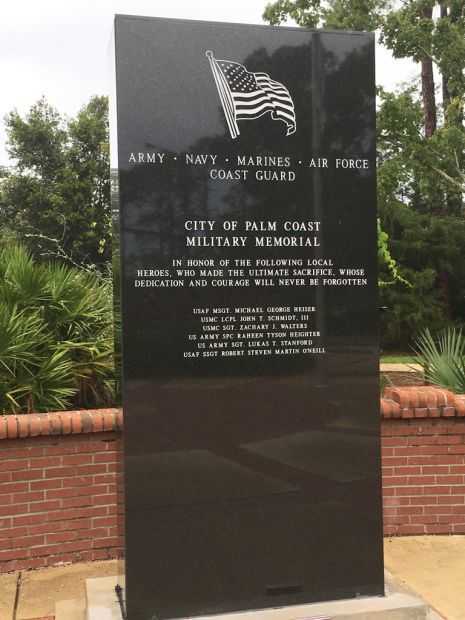 ARMY · NAVY · MARINES · AIR FORCE
COAST GUARD
CITY OF PALM COAST
MILITARY MEMORIAL
IN HONOR OF THE FOLLOWING LOCAL
HEROES, WHO MADE THE ULTIMATE SACRIFICE, WHOSE
DEDICATION AND COURAGE WILL NEVER BE FORGOTTEN
USAF MSGT. MICHAEL GEORGE HEISER
USMC LCPL JOHN T. SCHMIDT, III
USMC SGT. ZACHARY J. WALTERS
US ARMY SPC RAHEEN TYSON HEIGHTER
US ARMY SGT. LUKAS T. STANFORD
USAF SSGT ROBERT STEVEN MARTIN O'NEILL